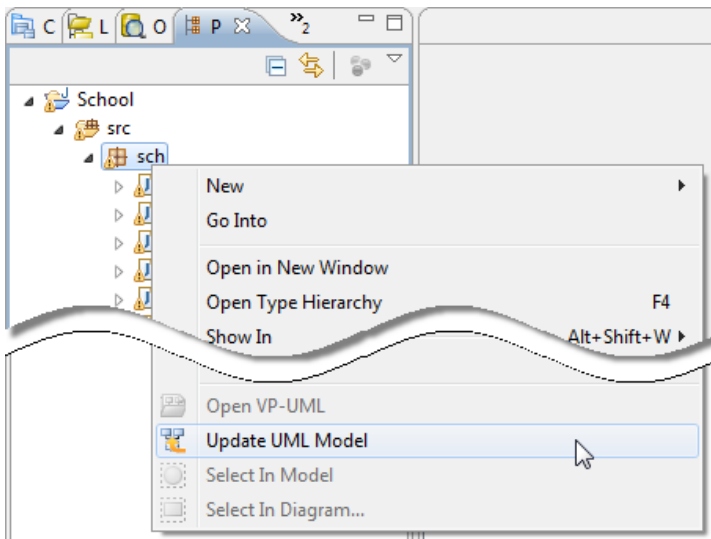 C L O P »2
School
src
sch
New
Go Into
Open in New Window
Open Type Hierarchy F4
Show In Alt+Shift+W
Open VP-UML
Update UML Model
Select In Model
Select In Diagram...